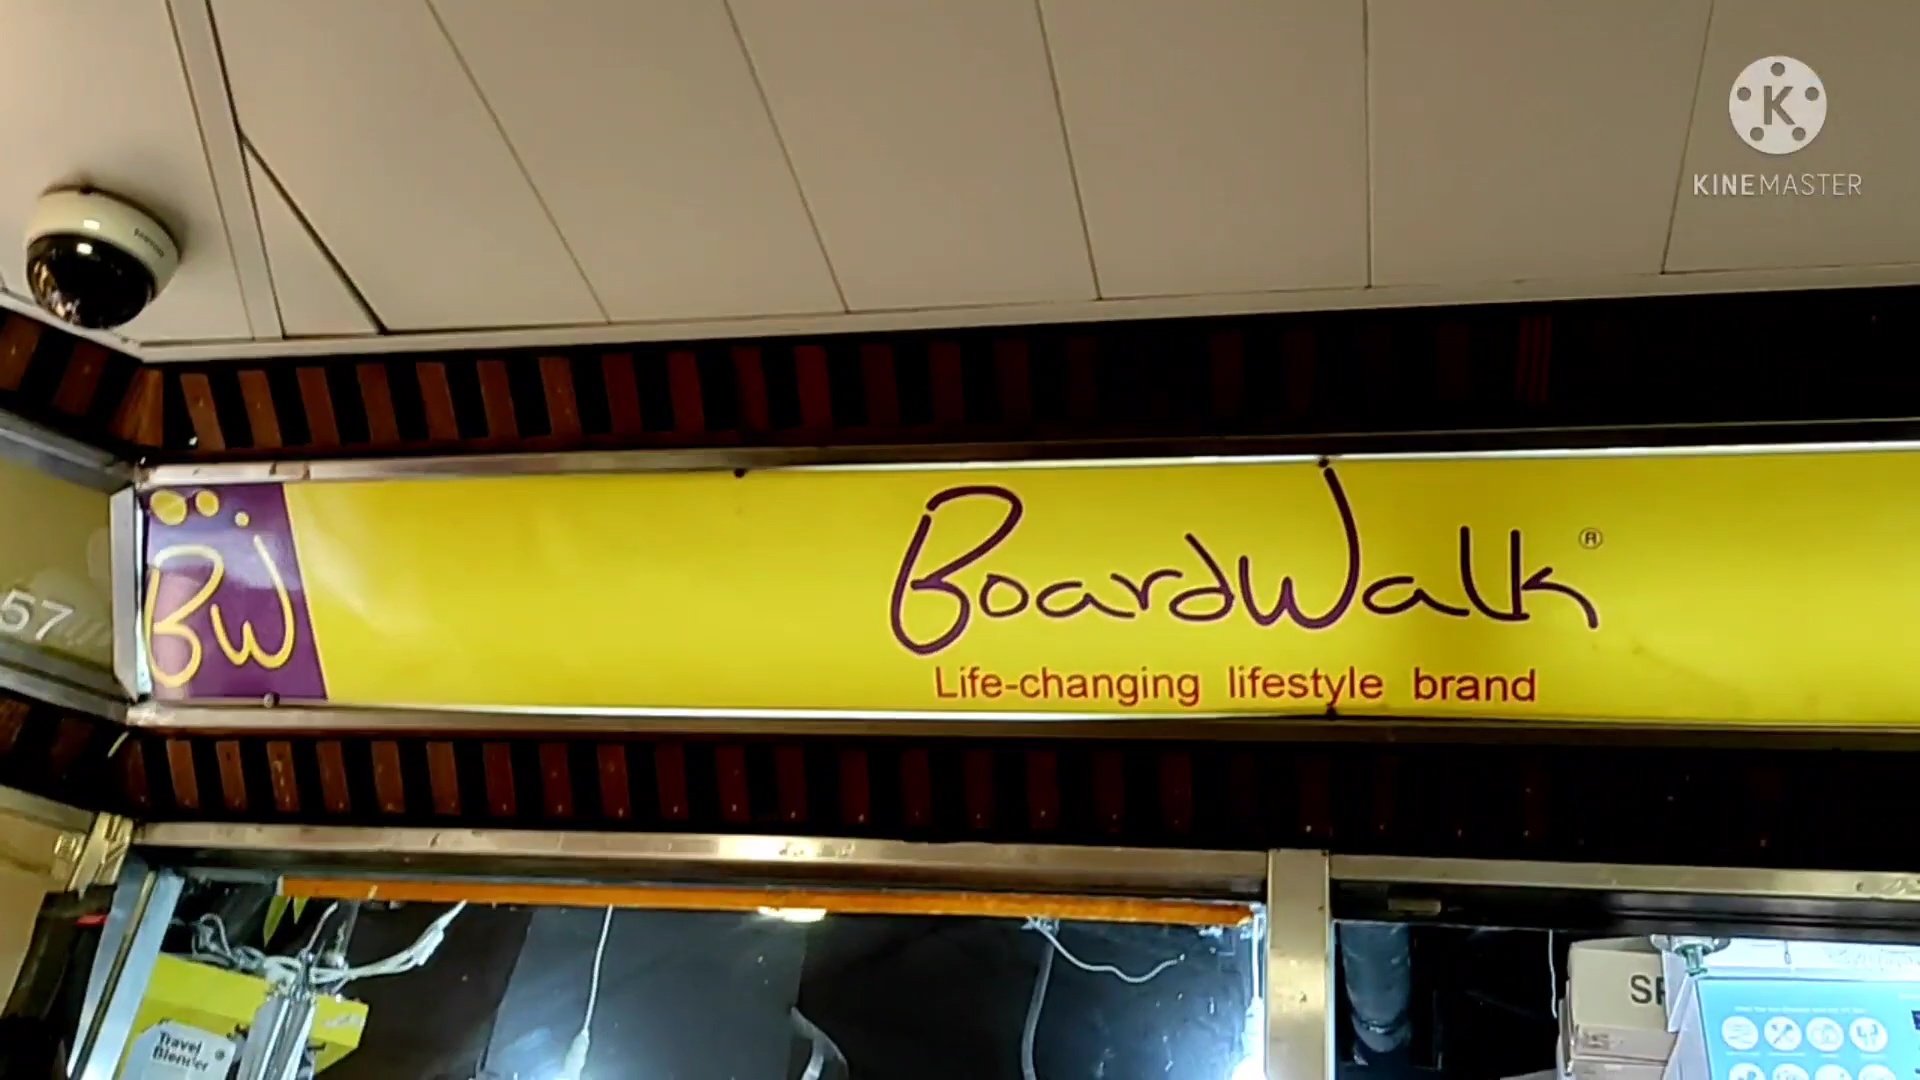 K
KINEMASTER
BW
57
BoardWalk®
Life-changing lifestyle brand
Travel
Blender